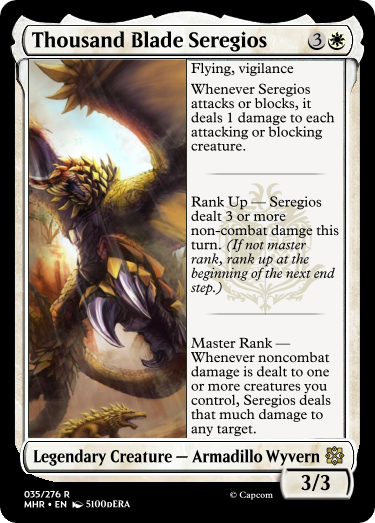 Thousand Blade Seregios 3
Flying, vigilance
Whenever Seregios
attacks or blocks, it
deals 1 damage to each
attacking or blocking
creature.
Rank Up — Seregios
dealt 3 or more
non-combat damge this
turn. (If not master
rank, rank up at the
beginning of the next end
step.)
Master Rank —
Whenever noncombat
damage is dealt to one
or more creatures you
control, Seregios deals
that much damage to
any target.
Legendary Creature — Armadillo Wyvern
3/3
035/276 R
MHR • EN 5100dERA
© Capcom